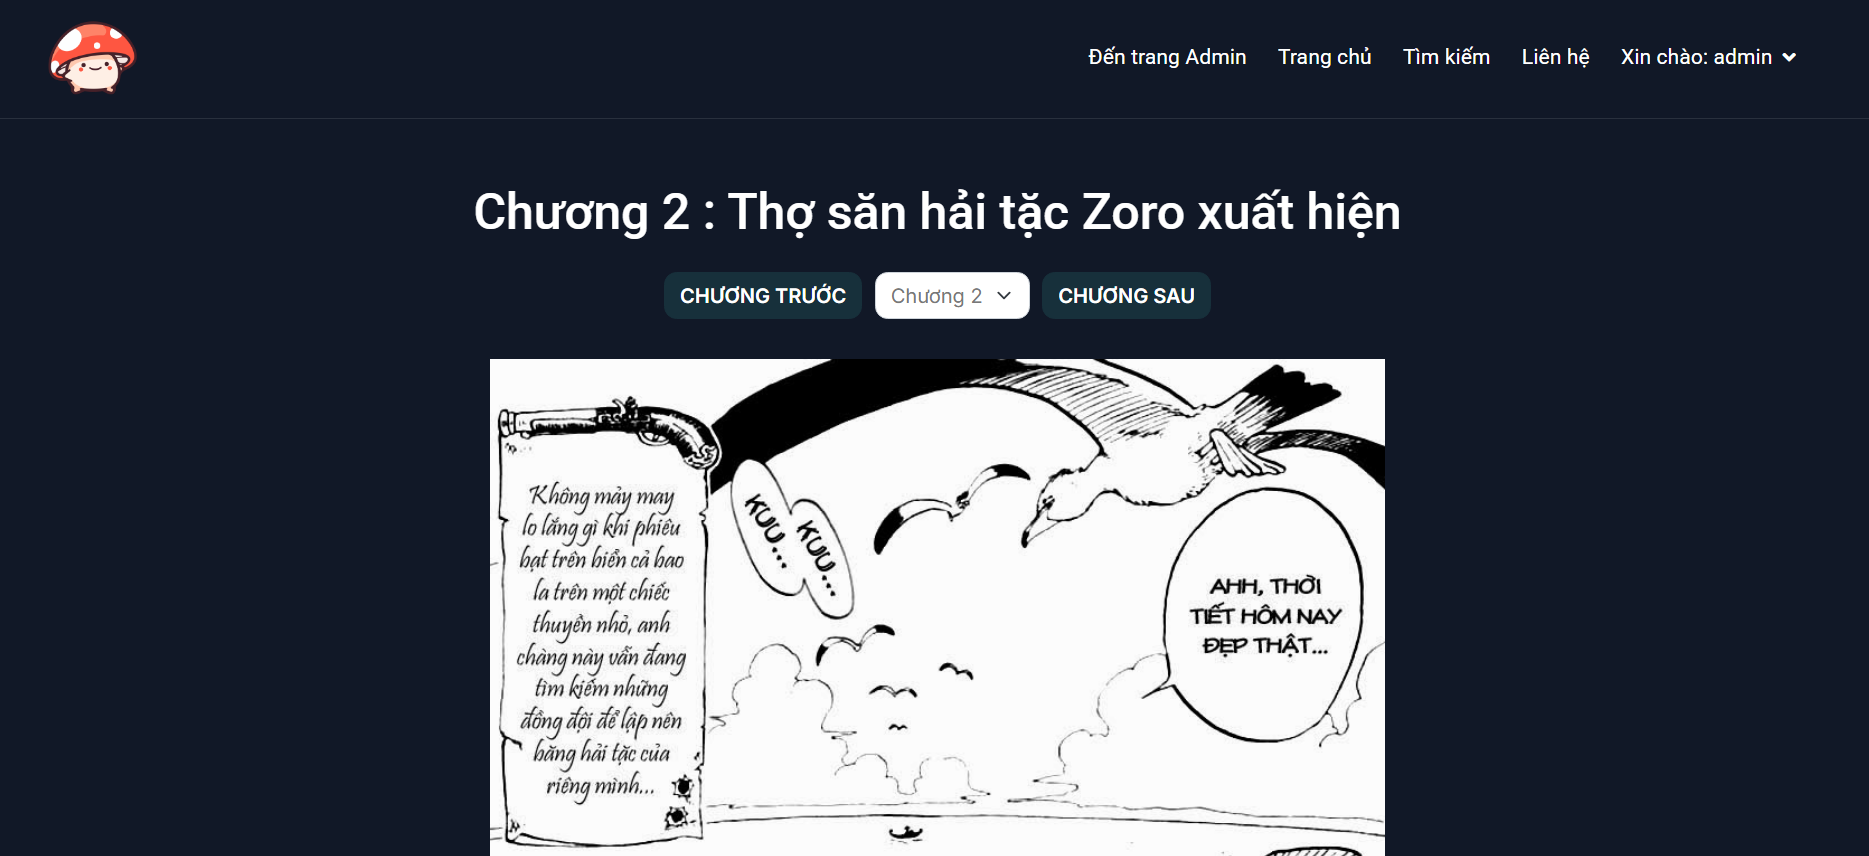 Đến trang Admin Trang chủ Tìm kiếm Liên hệ Xin chào: admin
Chương 2 : Thợ săn hải tặc Zoro xuất hiện
CHƯƠNG TRƯỚC Chương 2 CHƯƠNG SAU
Không mảy may
lo lắng gì khi phiêu
bạt trên biển cả bao
la trên một chiếc
thuyền nhỏ, anh
chàng này vẫn đang
tìm kiếm những
đồng đội để lập nên
băng hải tặc của
riêng mình...
KUU...
KUU...
AHH, THỜI
TIẾT HÔM NAY
ĐẸP THẬT...